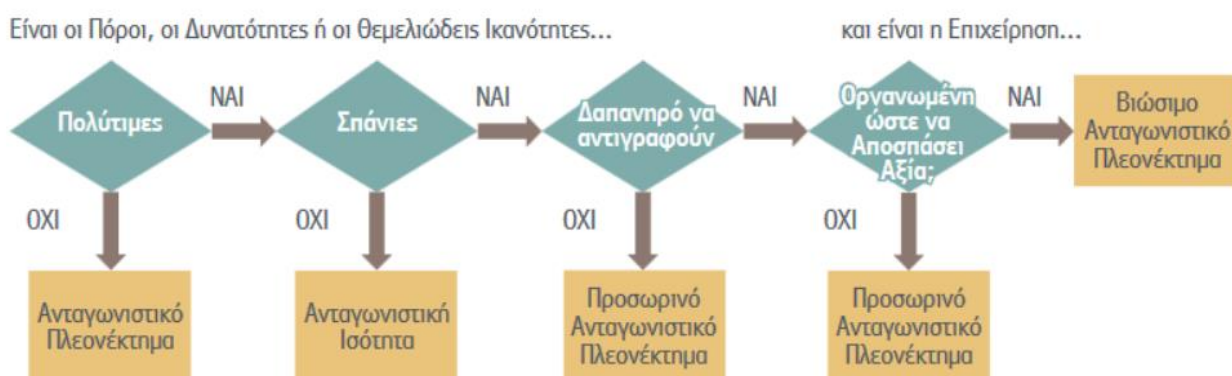 Είναι οι Πόροι, οι Δυνατότητες ή οι Θεμελιώδεις Ικανότητες...
και είναι η Επιχείρηση...
Πολύτιμες
ΝΑΙ
Σπάνιες
ΝΑΙ
Δαπανηρό να
αντιγραφούν
ΝΑΙ
Οργανωμένη
ώστε να
Αποσπάσει
Αξία;
ΝΑΙ
Βιώσιμο
Ανταγωνιστικό
Πλεονέκτημα
ΟΧΙ
ΟΧΙ
ΟΧΙ
ΟΧΙ
Ανταγωνιστικό
Πλεονέκτημα
Ανταγωνιστική
Ισότητα
Προσωρινό
Ανταγωνιστικό
Πλεονέκτημα
Προσωρινό
Ανταγωνιστικό
Πλεονέκτημα